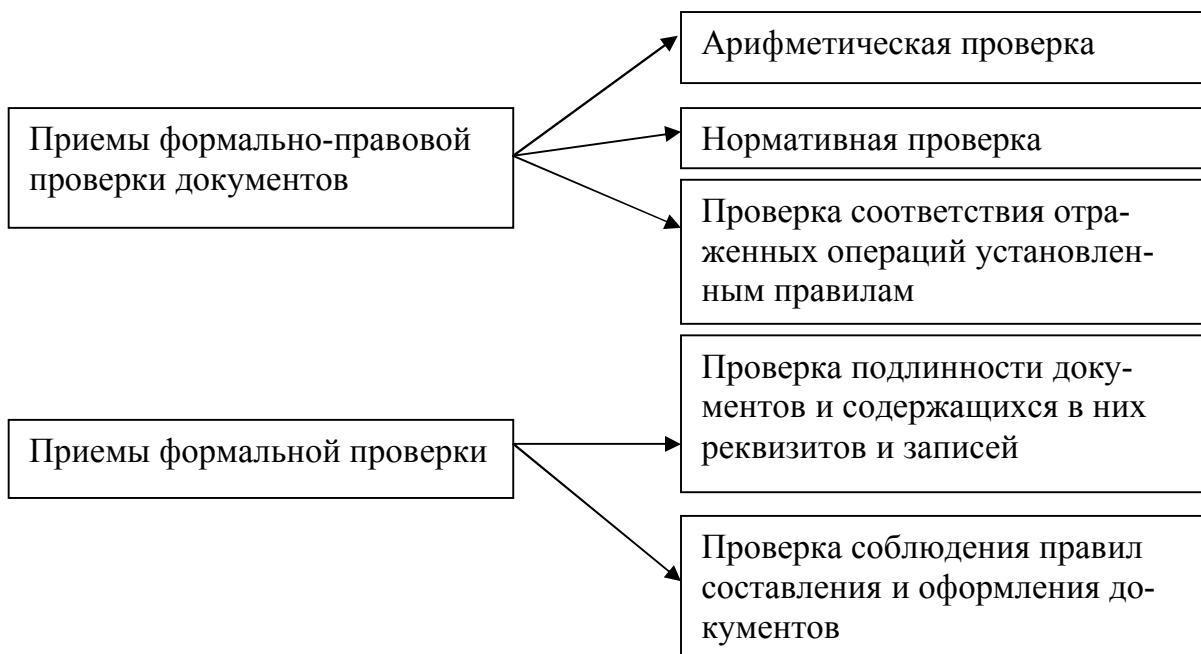 Арифметическая проверка
Приемы формально-правовой
проверки документов
Нормативная проверка
Проверка соответствия отра-
женных операций установлен-
ным правилам
Приемы формальной проверки
Проверка подлинности доку-
ментов и содержащихся в них
реквизитов и записей
Проверка соблюдения правил
составления и оформления до-
кументов